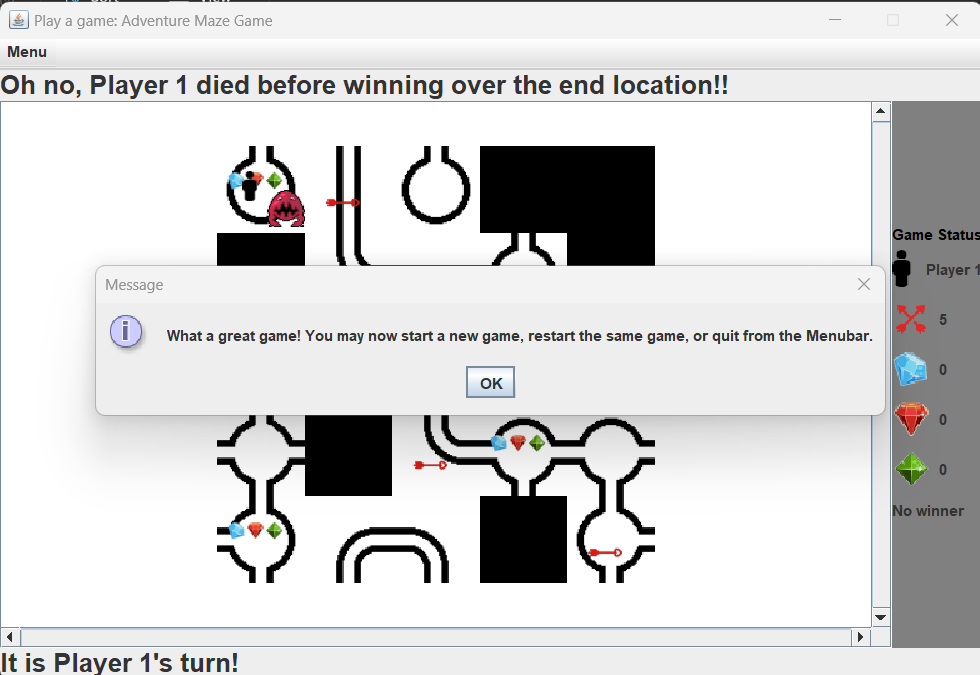 Play a game: Adventure Maze Game
Menu
Oh no, Player 1 died before winning over the end location!!
Game Status
Player 1
5
0
0
0
No winner
Message
What a great game! You may now start a new game, restart the same game, or quit from the Menubar.
OK
It is Player 1's turn!